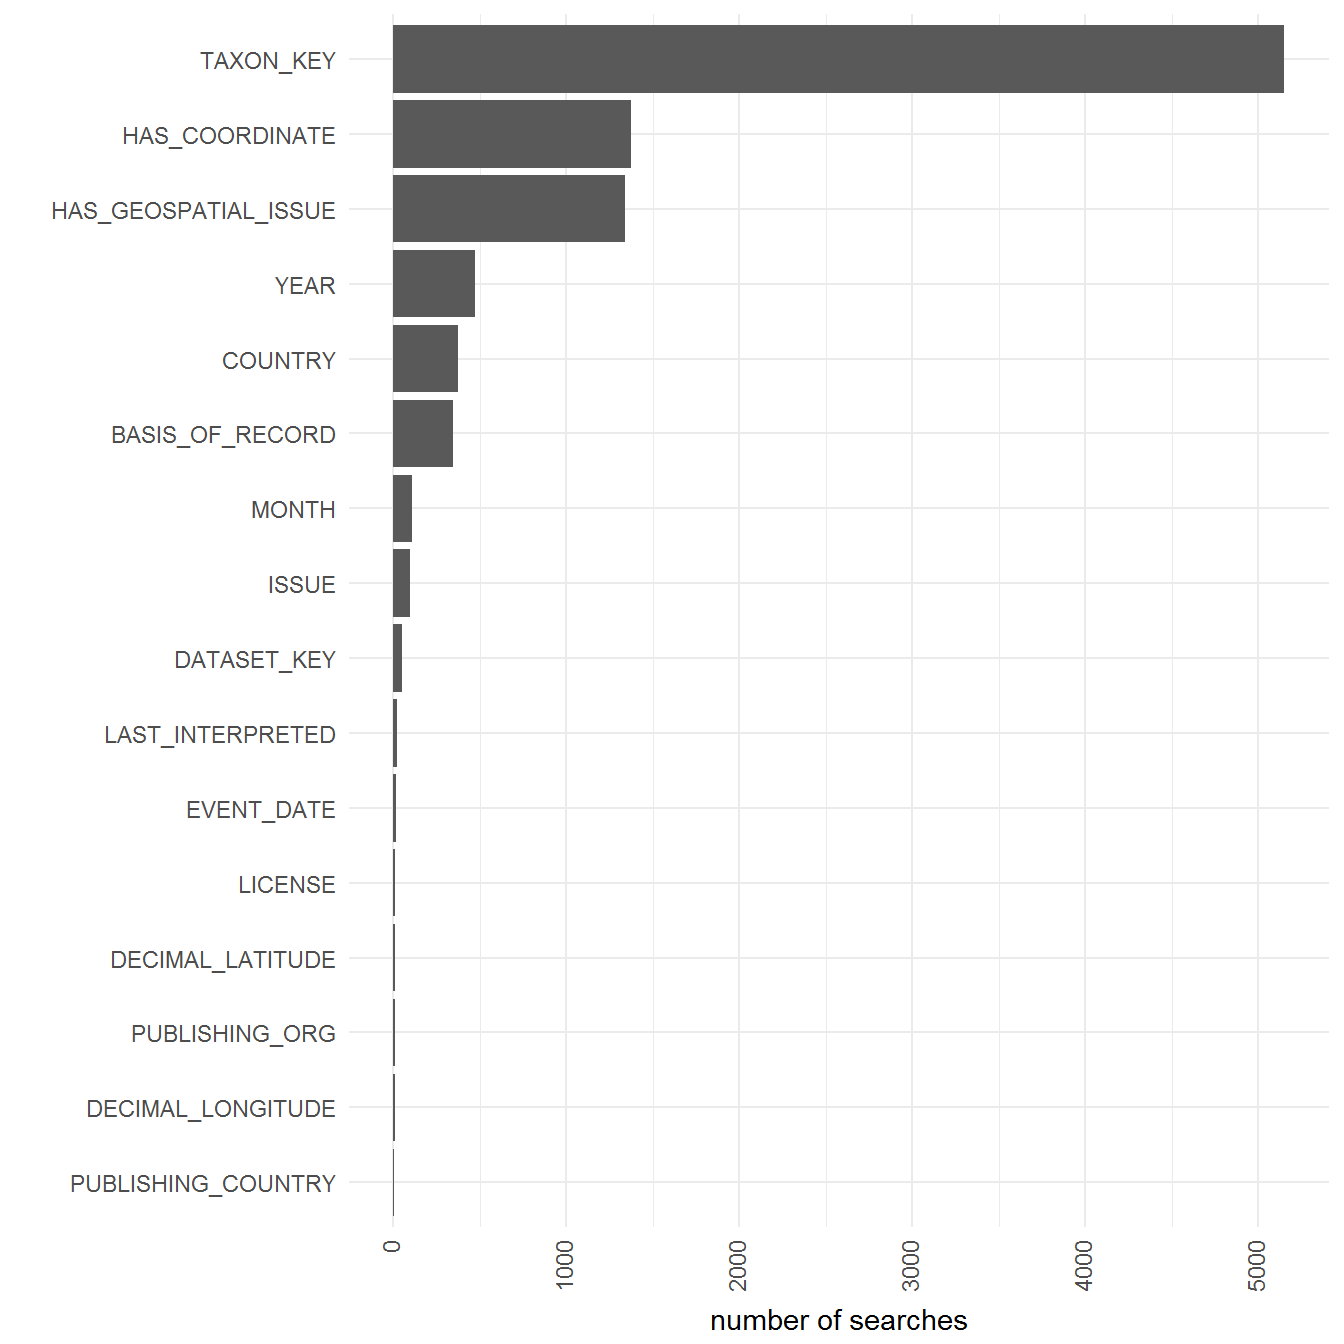 TAXON_KEY
HAS_COORDINATE
HAS_GEOSPATIAL_ISSUE
YEAR
COUNTRY
BASIS_OF_RECORD
MONTH
ISSUE
DATASET_KEY
LAST_INTERPRETED
EVENT_DATE
LICENSE
DECIMAL_LATITUDE
PUBLISHING_ORG
DECIMAL_LONGITUDE
PUBLISHING_COUNTRY
0
1000
2000
3000
4000
5000
number of searches